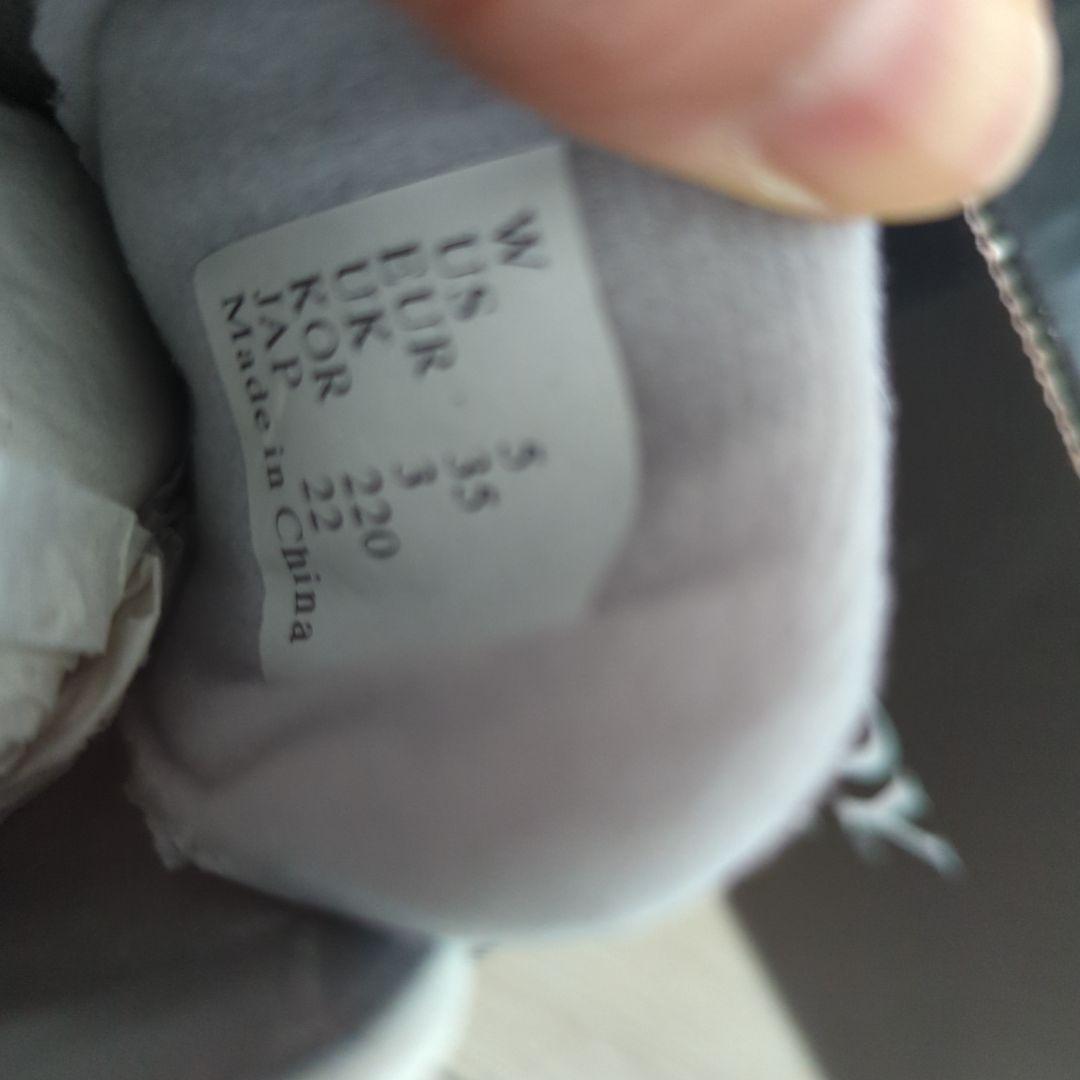 W
US 5
EUR 35
UK 3
KOR 220
JAP 22
Made in China